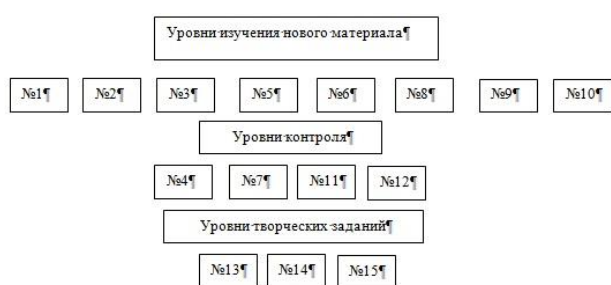 Уровни·изучения·нового·материала¶
№1¶ №2¶ №3¶ №5¶ №6¶ №8¶ №9¶ №10¶
Уровни·контроля¶
№4¶ №7¶ №11¶ №12¶
Уровни·творческих·заданий¶
№13¶ №14¶ №15¶